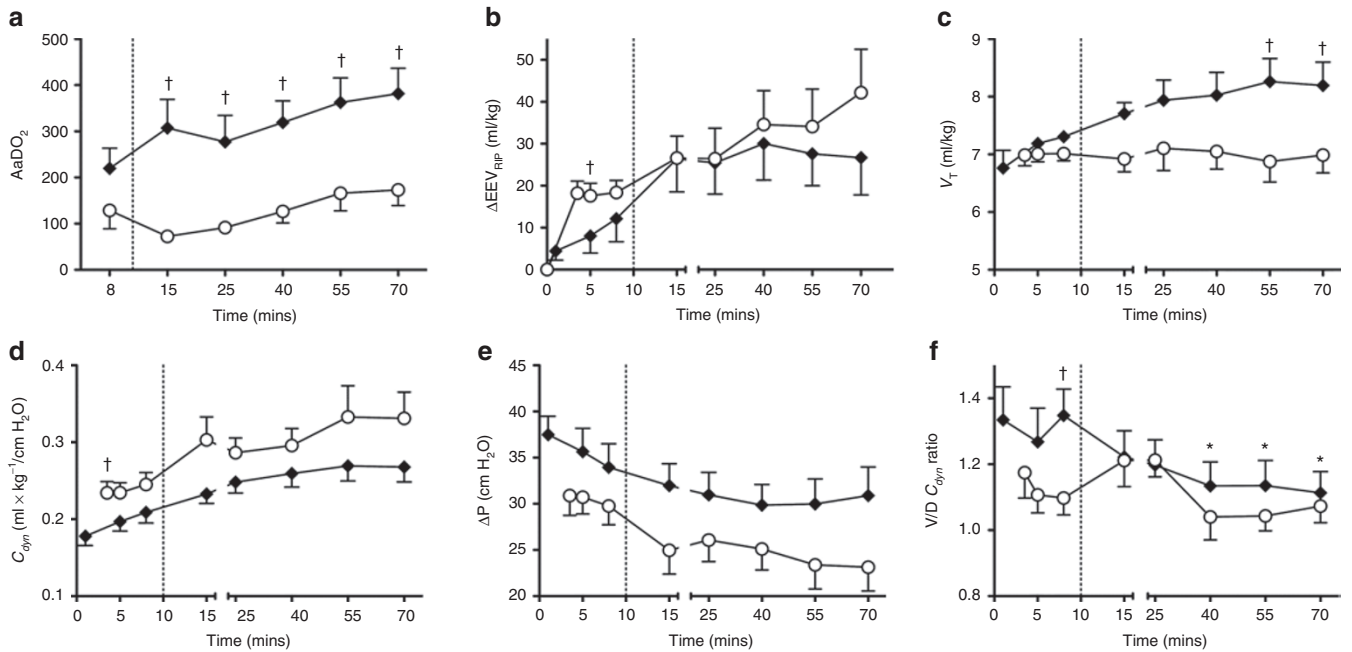 a
AaDO₂
500
400
300
200
100
0
† † † † †
8 15 25 40 55 70
Time (mins)
b
ΔEEV_RIP (ml/kg)
50
40
30
20
10
0
†
0 5 10 15 25 40 55 70
Time (mins)
c
V_T (ml/kg)
9
8
7
6
5
† †
0 5 10 15 25 40 55 70
Time (mins)
d
C_dyn (ml × kg⁻¹/cm H₂O)
0.4
0.3
0.2
0.1
†
0 5 10 15 25 40 55 70
Time (mins)
e
ΔP (cm H₂O)
45
40
35
30
25
20
0 5 10 15 25 40 55 70
Time (mins)
f
V/D C_dyn ratio
1.4
1.2
1.0
0.8
† * * *
0 5 10 15 25 40 55 70
Time (mins)